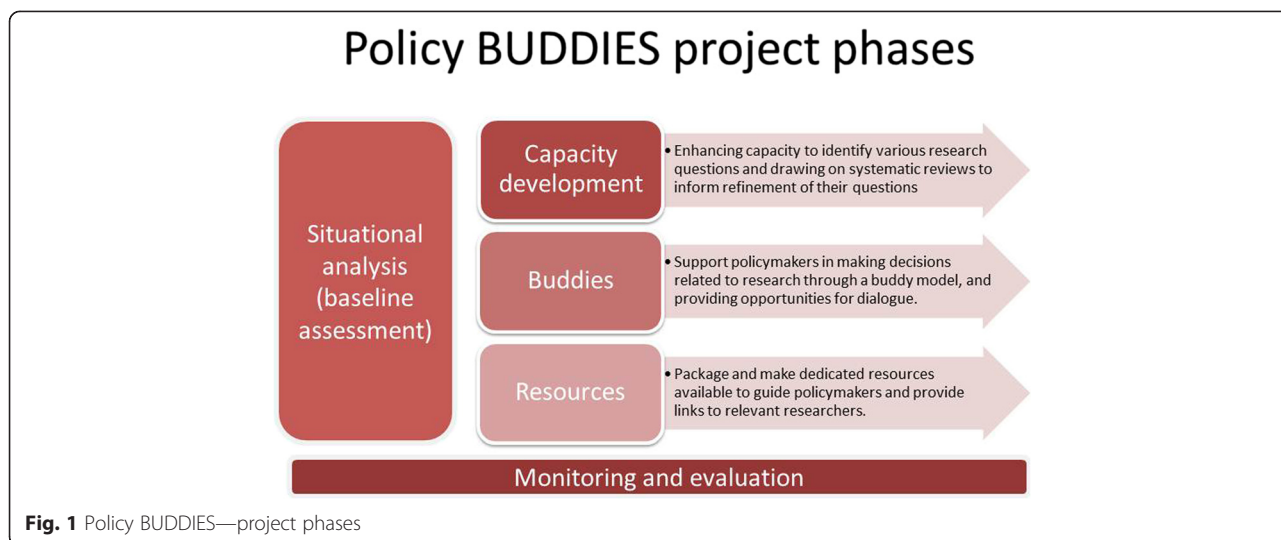 Policy BUDDIES project phases
Situational
analysis
(baseline
assessment)
Capacity
development
• Enhancing capacity to identify various research
questions and drawing on systematic reviews to
inform refinement of their questions
Buddies
• Support policymakers in making decisions
related to research through a buddy model, and
providing opportunities for dialogue.
Resources
• Package and make dedicated resources
available to guide policymakers and provide
links to relevant researchers.
Monitoring and evaluation
Fig. 1 Policy BUDDIES—project phases